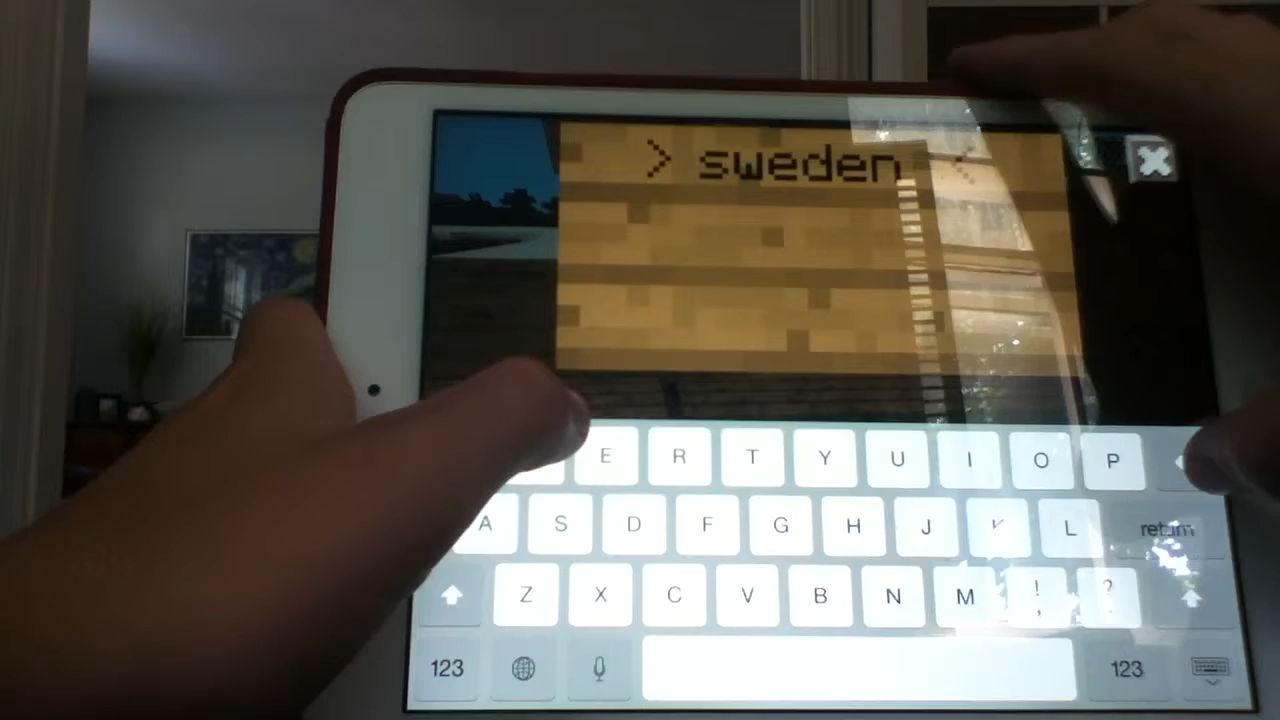 > sweden <
E R T Y U I O P
A S D F G H J K L return
Z X C V B N M ! , ? .
123 123